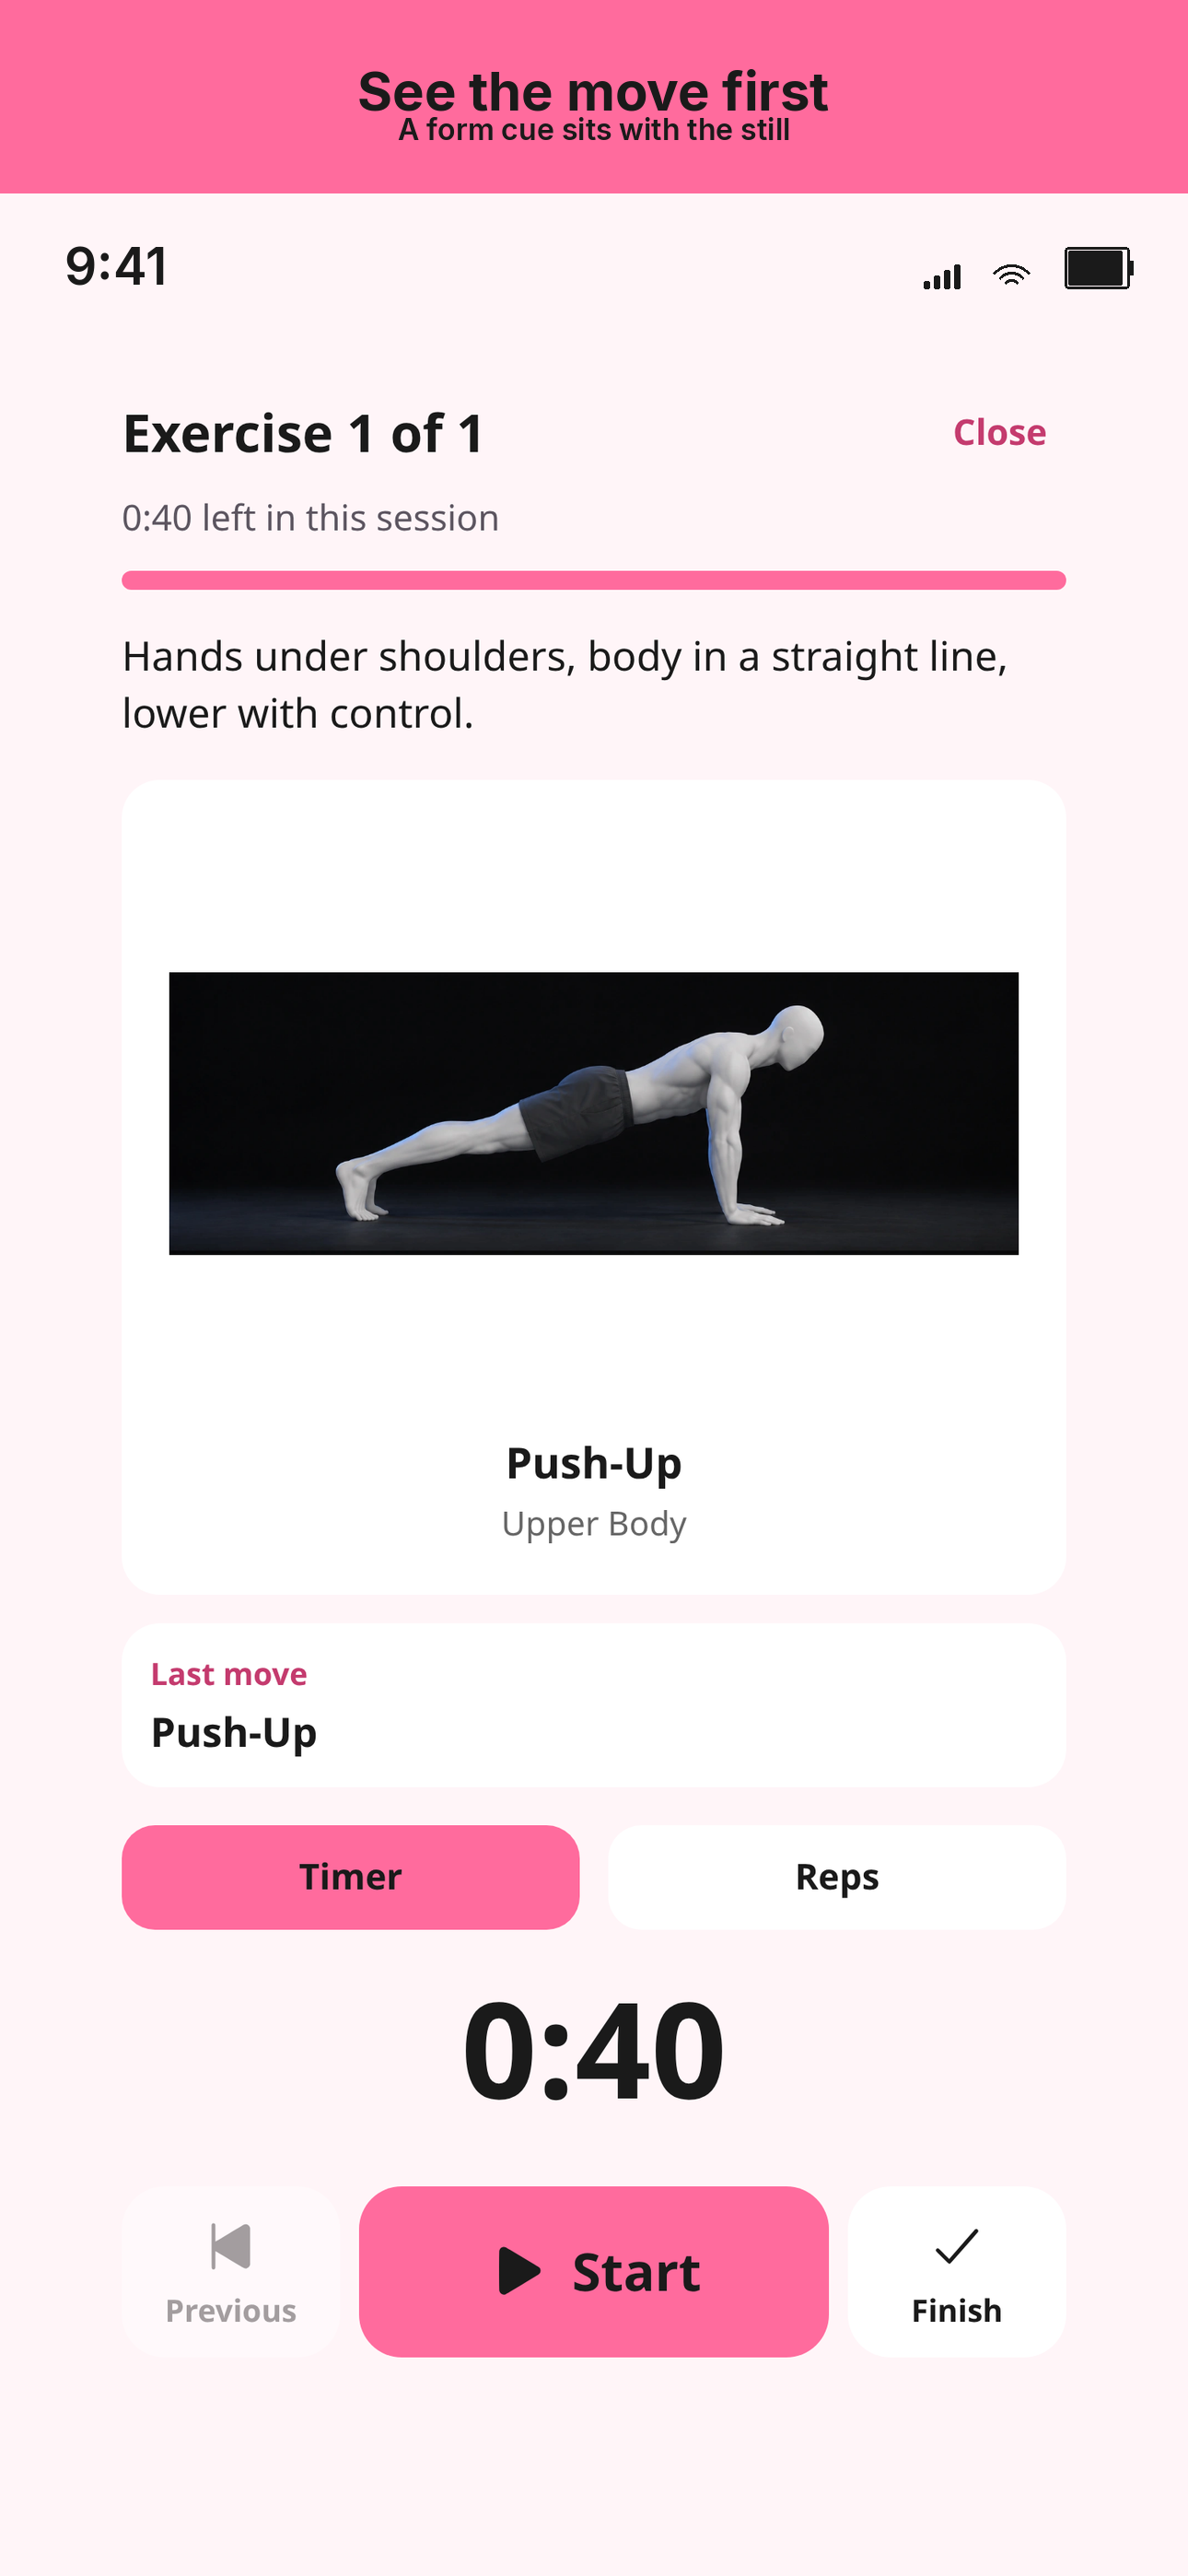 See the move first
A form cue sits with the still
9:41
Exercise 1 of 1
Close
0:40 left in this session
Hands under shoulders, body in a straight line,
lower with control.
Push-Up
Upper Body
Last move
Push-Up
Timer
Reps
0:40
Previous
Start
Finish